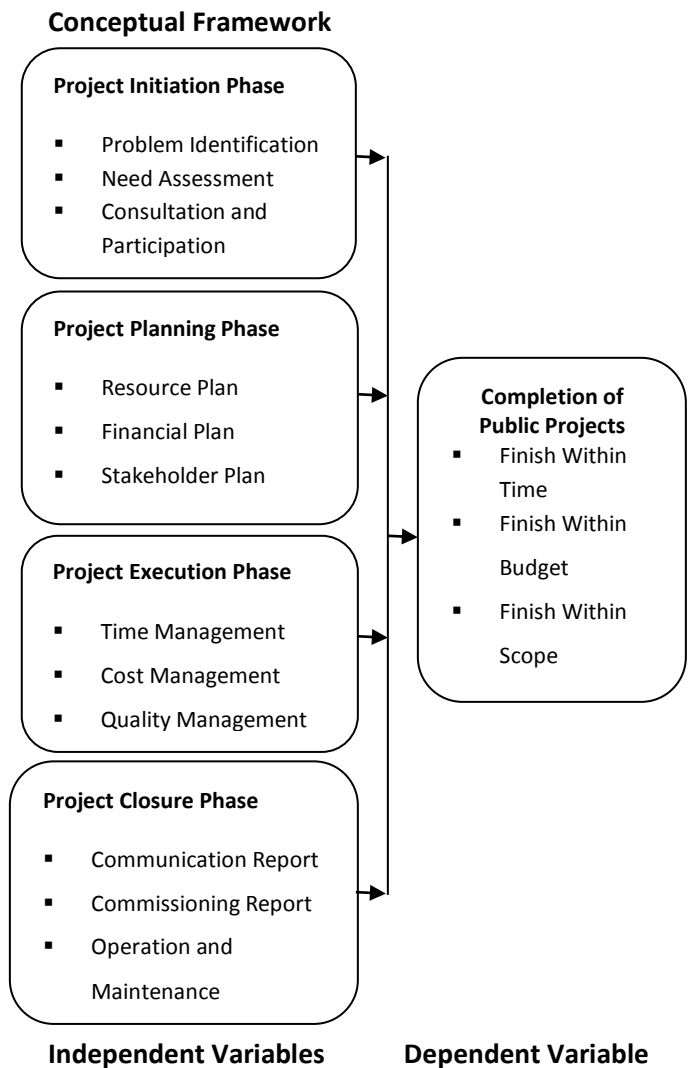 Conceptual Framework
Project Initiation Phase
▪ Problem Identification
▪ Need Assessment
▪ Consultation and
Participation
Project Planning Phase
▪ Resource Plan
▪ Financial Plan
▪ Stakeholder Plan
Project Execution Phase
▪ Time Management
▪ Cost Management
▪ Quality Management
Project Closure Phase
▪ Communication Report
▪ Commissioning Report
▪ Operation and
Maintenance
Completion of
Public Projects
▪ Finish Within
Time
▪ Finish Within
Budget
▪ Finish Within
Scope
Independent Variables
Dependent Variable